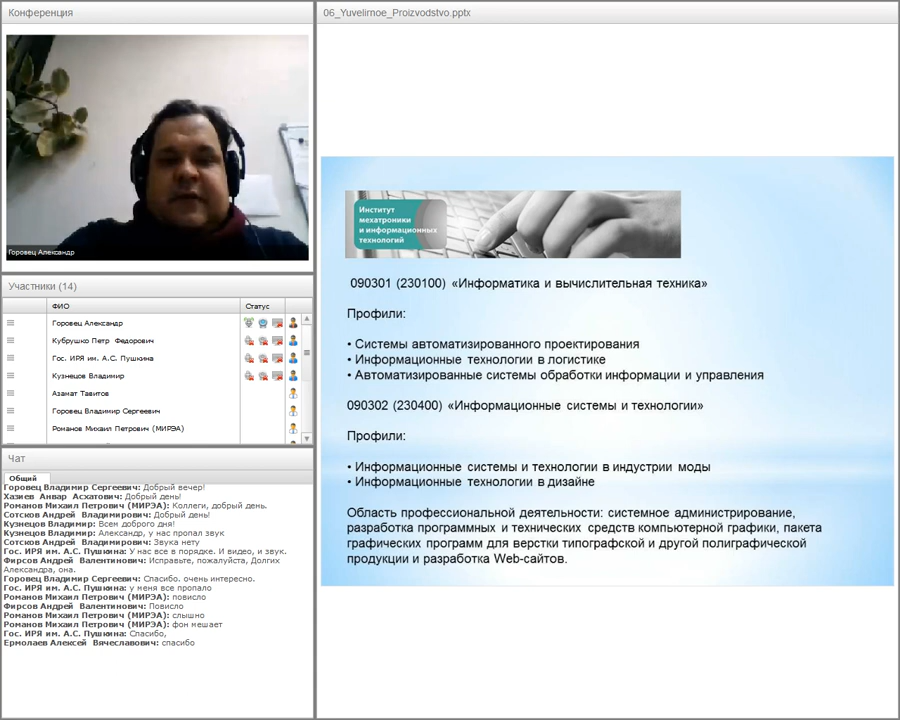 Конференция
Горовец Александр
Участники (14)
ФИО
Статус
Горовец Александр
Кубрушко Петр Федорович
Гос. ИРЯ им. А.С. Пушкина
Кузнецов Владимир
Азамат Тавитов
Горовец Владимир Сергеевич
Романов Михаил Петрович (МИРЭА)
Чат
Общий
Горовец Владимир Сергеевич: Добрый вечер!
Хазиев Анвар Асхатович: Добрый день!
Романов Михаил Петрович (МИРЭА): Коллеги, добрый день.
Сотсков Андрей Владимирович: Добрый день!
Кузнецов Владимир: Всем доброго дня!
Кузнецов Владимир: Александр, у нас пропал звук
Сотсков Андрей Владимирович: Звука нету
Гос. ИРЯ им. А.С. Пушкина: У нас все в порядке. И видео, и звук.
Фирсов Андрей Валентинович: Исправьте, пожалуйста, Долгих
Александра, она.
Горовец Владимир Сергеевич: Спасибо. очень интересно.
Гос. ИРЯ им. А.С. Пушкина: у меня все пропало
Романов Михаил Петрович (МИРЭА): повисло
Фирсов Андрей Валентинович: Повисло
Романов Михаил Петрович (МИРЭА): слышно
Романов Михаил Петрович (МИРЭА): фон мешает
Гос. ИРЯ им. А.С. Пушкина: Спасибо,
Ермолаев Алексей Вячеславович: спасибо
06_Yuvelirnoe_Proizvodstvo.pptx
Институт
мехатроники
и информационных
технологий
090301 (230100) «Информатика и вычислительная техника»
Профили:
• Системы автоматизированного проектирования
• Информационные технологии в логистике
• Автоматизированные системы обработки информации и управления
090302 (230400) «Информационные системы и технологии»
Профили:
• Информационные системы и технологии в индустрии моды
• Информационные технологии в дизайне
Область профессиональной деятельности: системное администрирование,
разработка программных и технических средств компьютерной графики, пакета
графических программ для верстки типографской и другой полиграфической
продукции и разработка Web-сайтов.